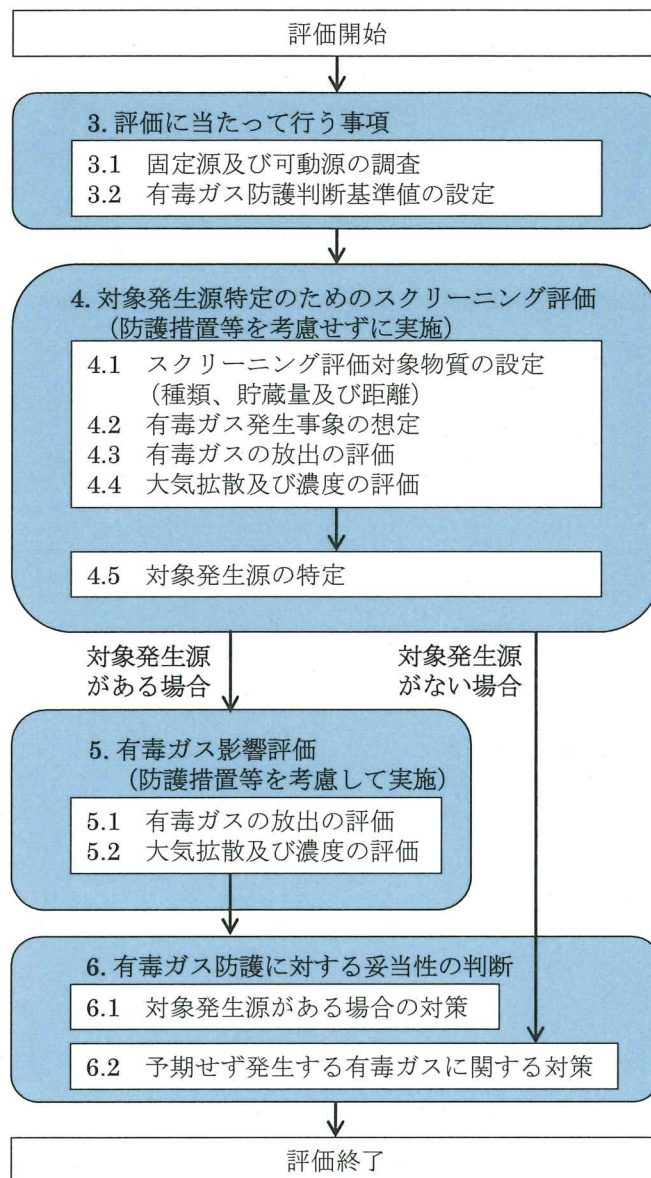 評価開始
3. 評価に当たって行う事項
3.1 固定源及び可動源の調査
3.2 有毒ガス防護判断基準値の設定
4. 対象発生源特定のためのスクリーニング評価
（防護措置等を考慮せずに実施）
4.1 スクリーニング評価対象物質の設定
（種類、貯蔵量及び距離）
4.2 有毒ガス発生事象の想定
4.3 有毒ガスの放出の評価
4.4 大気拡散及び濃度の評価
4.5 対象発生源の特定
対象発生源
がある場合
対象発生源
がない場合
5. 有毒ガス影響評価
（防護措置等を考慮して実施）
5.1 有毒ガスの放出の評価
5.2 大気拡散及び濃度の評価
6. 有毒ガス防護に対する妥当性の判断
6.1 対象発生源がある場合の対策
6.2 予期せず発生する有毒ガスに関する対策
評価終了